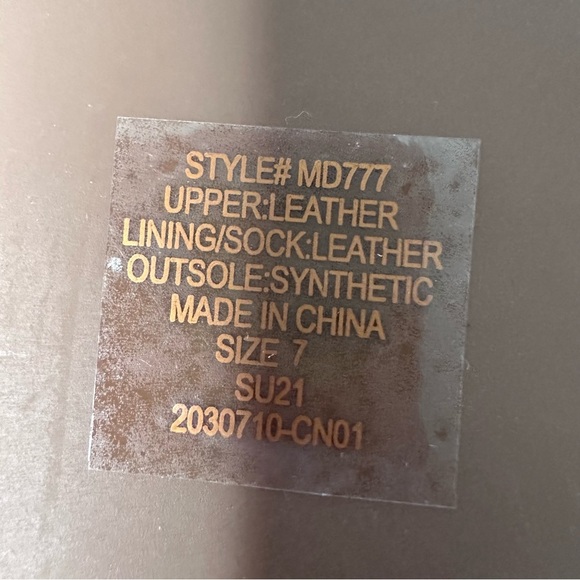 STYLE# MD777
UPPER:LEATHER
LINING/SOCK:LEATHER
OUTSOLE:SYNTHETIC
MADE IN CHINA
SIZE 7
SU21
2030710-CN01